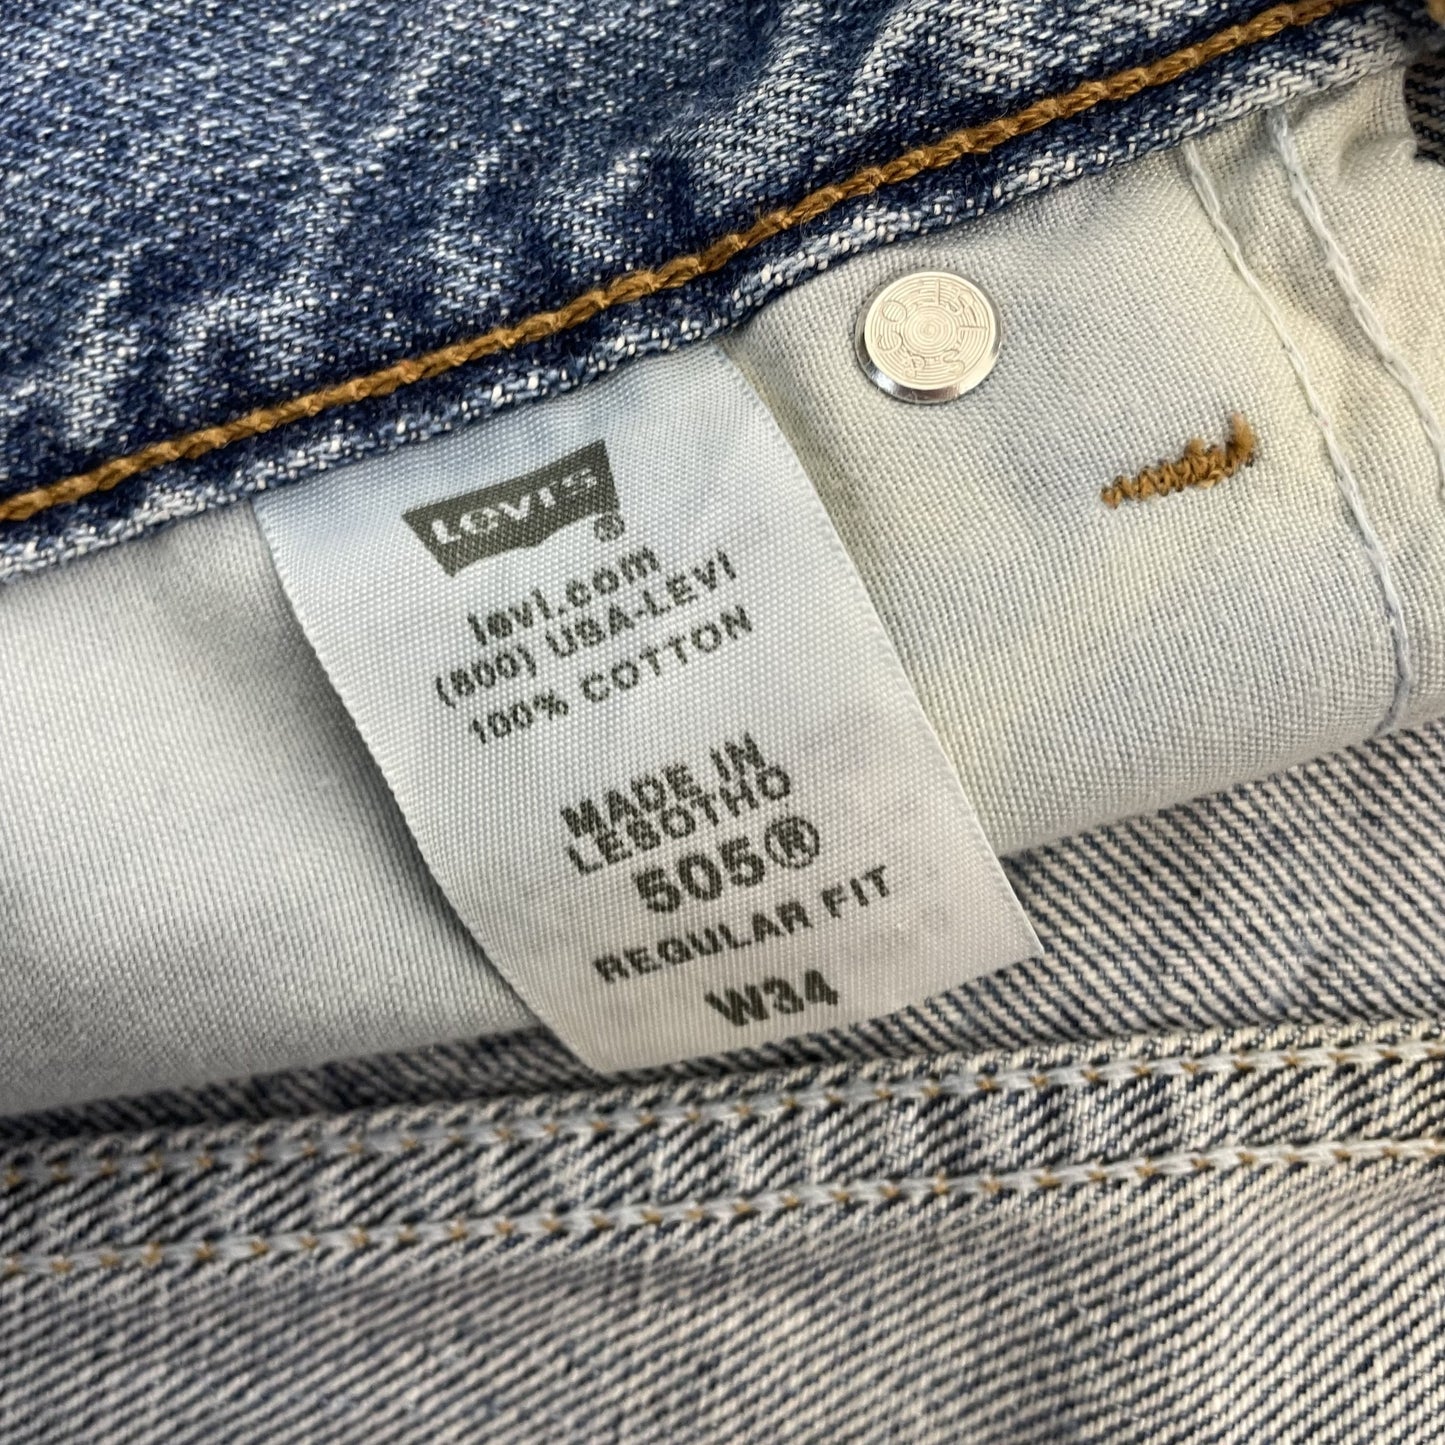 Levi's®
levi.com
(800) USA-LEVI
100% COTTON
MADE IN
LESOTHO
505®
REGULAR FIT
W34